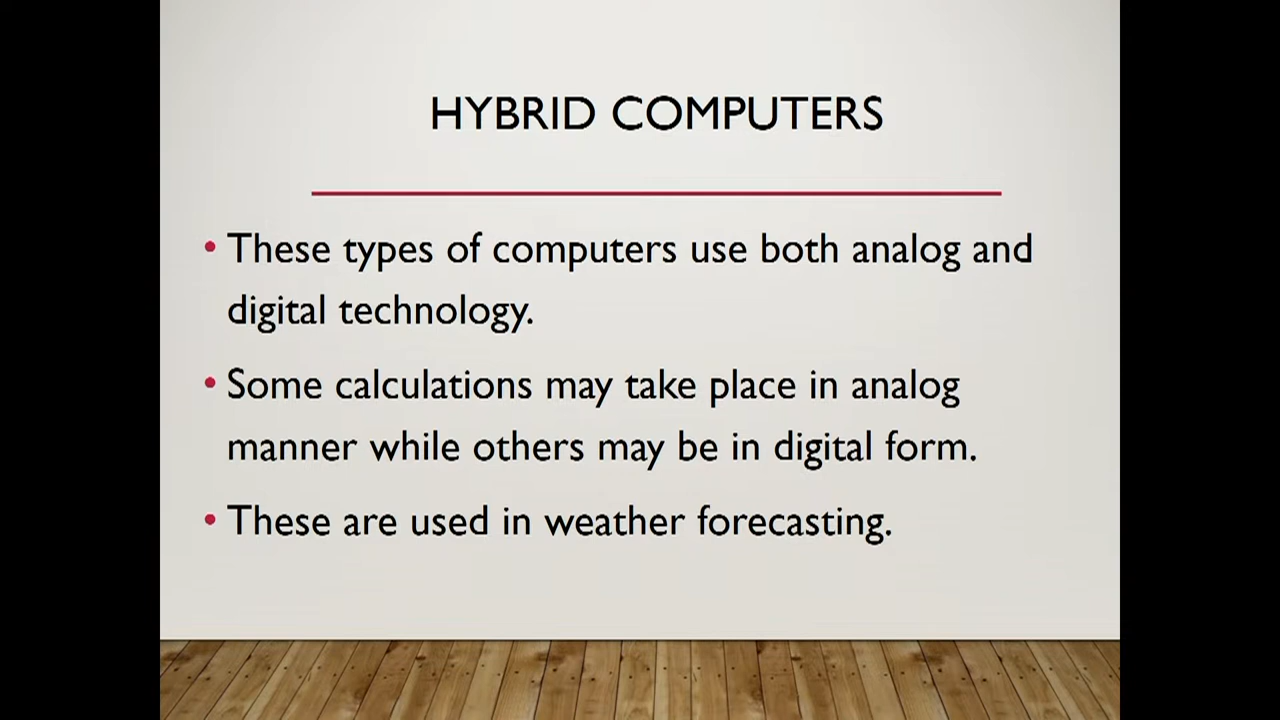 HYBRID COMPUTERS
• These types of computers use both analog and
digital technology.
• Some calculations may take place in analog
manner while others may be in digital form.
• These are used in weather forecasting.